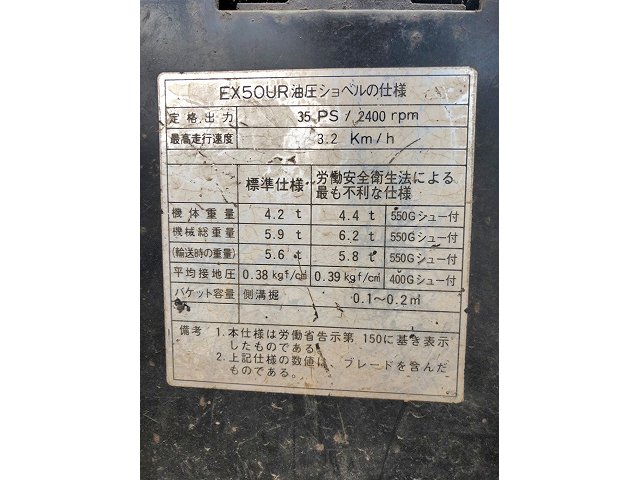 EX50UR油圧ショベルの仕様
定格出力 35 PS / 2400 rpm
最高走行速度 3.2 Km/h
標準仕様 労働安全衛生法による最も不利な仕様
機体重量 4.2 t 4.4 t 550Gシュー付
機械総重量 5.9 t 6.2 t 550Gシュー付
(輸送時の重量) 5.6 t 5.8 t 550Gシュー付
平均接地圧 0.38 kgf/c㎡ 0.39 kgf/c㎡ 400Gシュー付
バケット容量 側溝掘 0.1〜0.2㎥
備考 1.本仕様は労働省告示第150に基き表示
したものである
2.上記仕様の数値は、ブレードを含んだ
ものである。